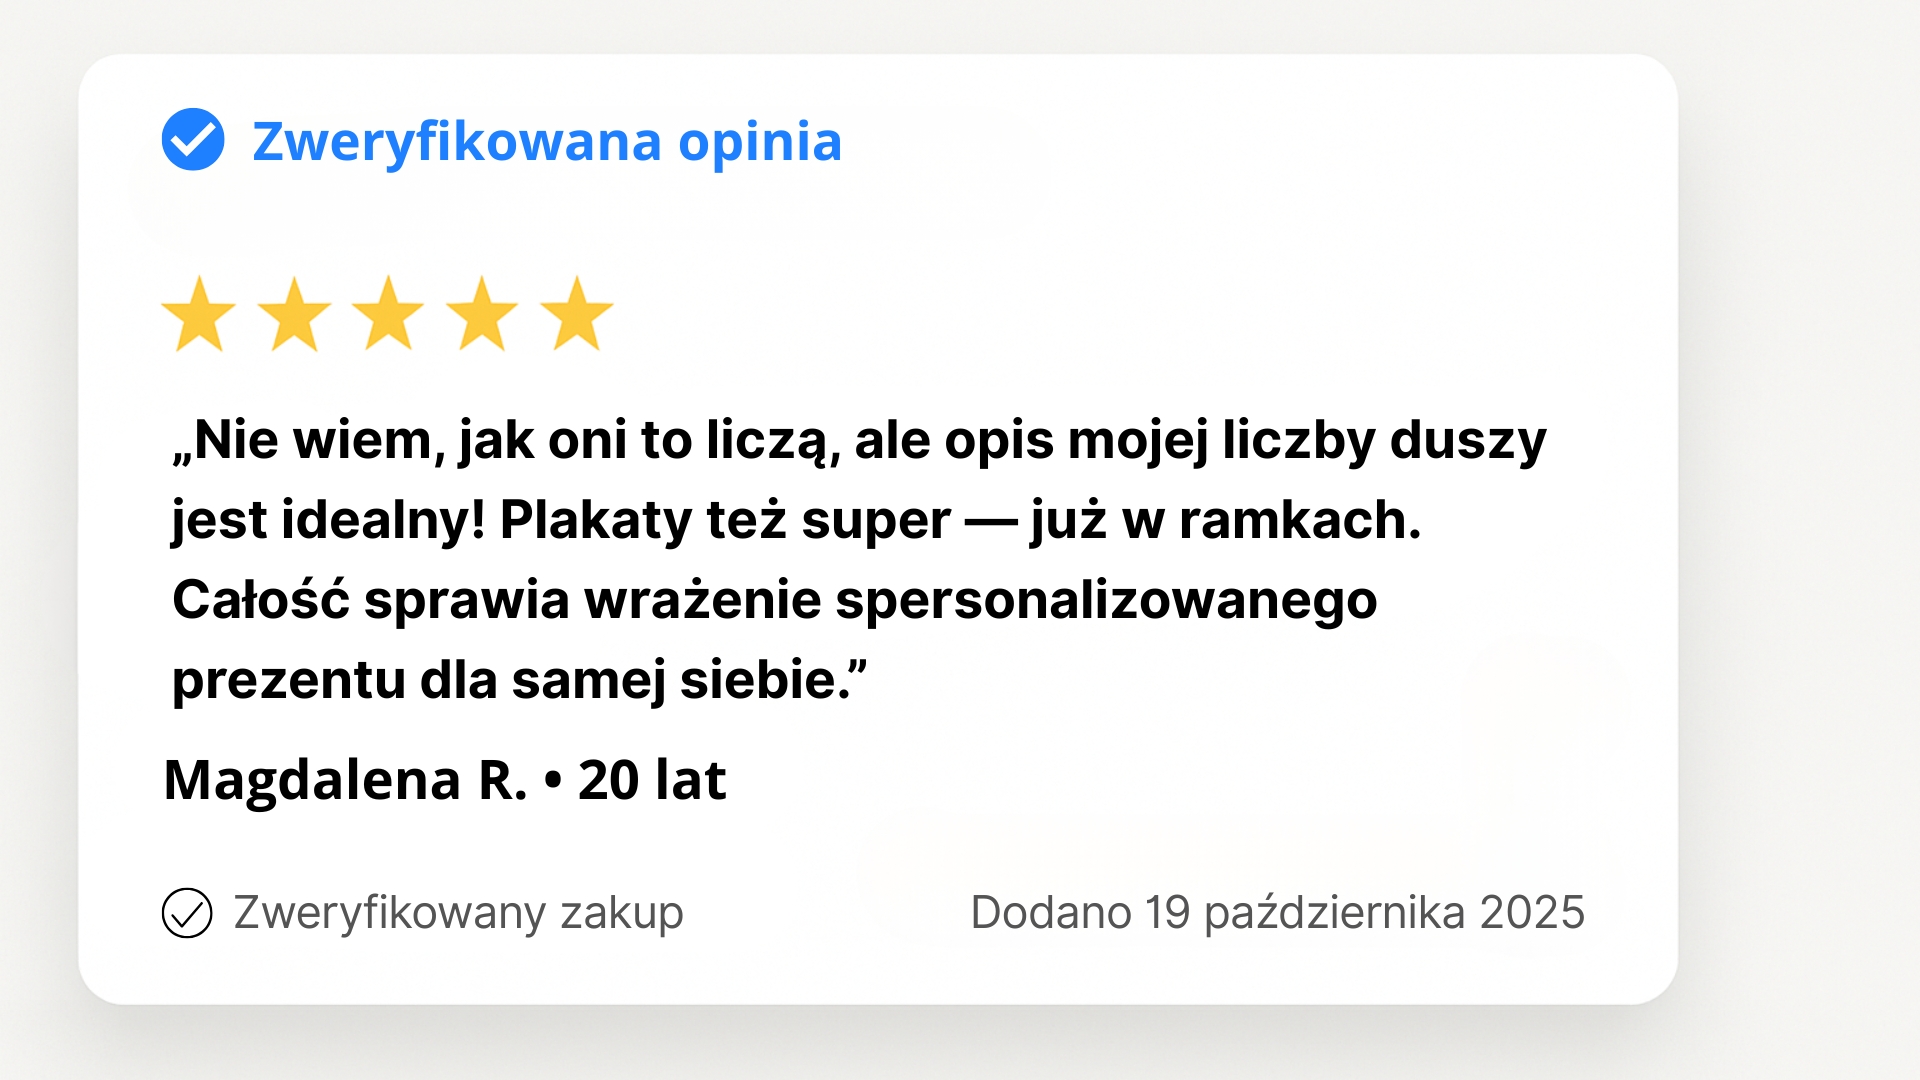 Zweryfikowana opinia
„Nie wiem, jak oni to liczą, ale opis mojej liczby duszy
jest idealny! Plakaty też super — już w ramkach.
Całość sprawia wrażenie spersonalizowanego
prezentu dla samej siebie.”
Magdalena R. • 20 lat
Zweryfikowany zakup
Dodano 19 października 2025